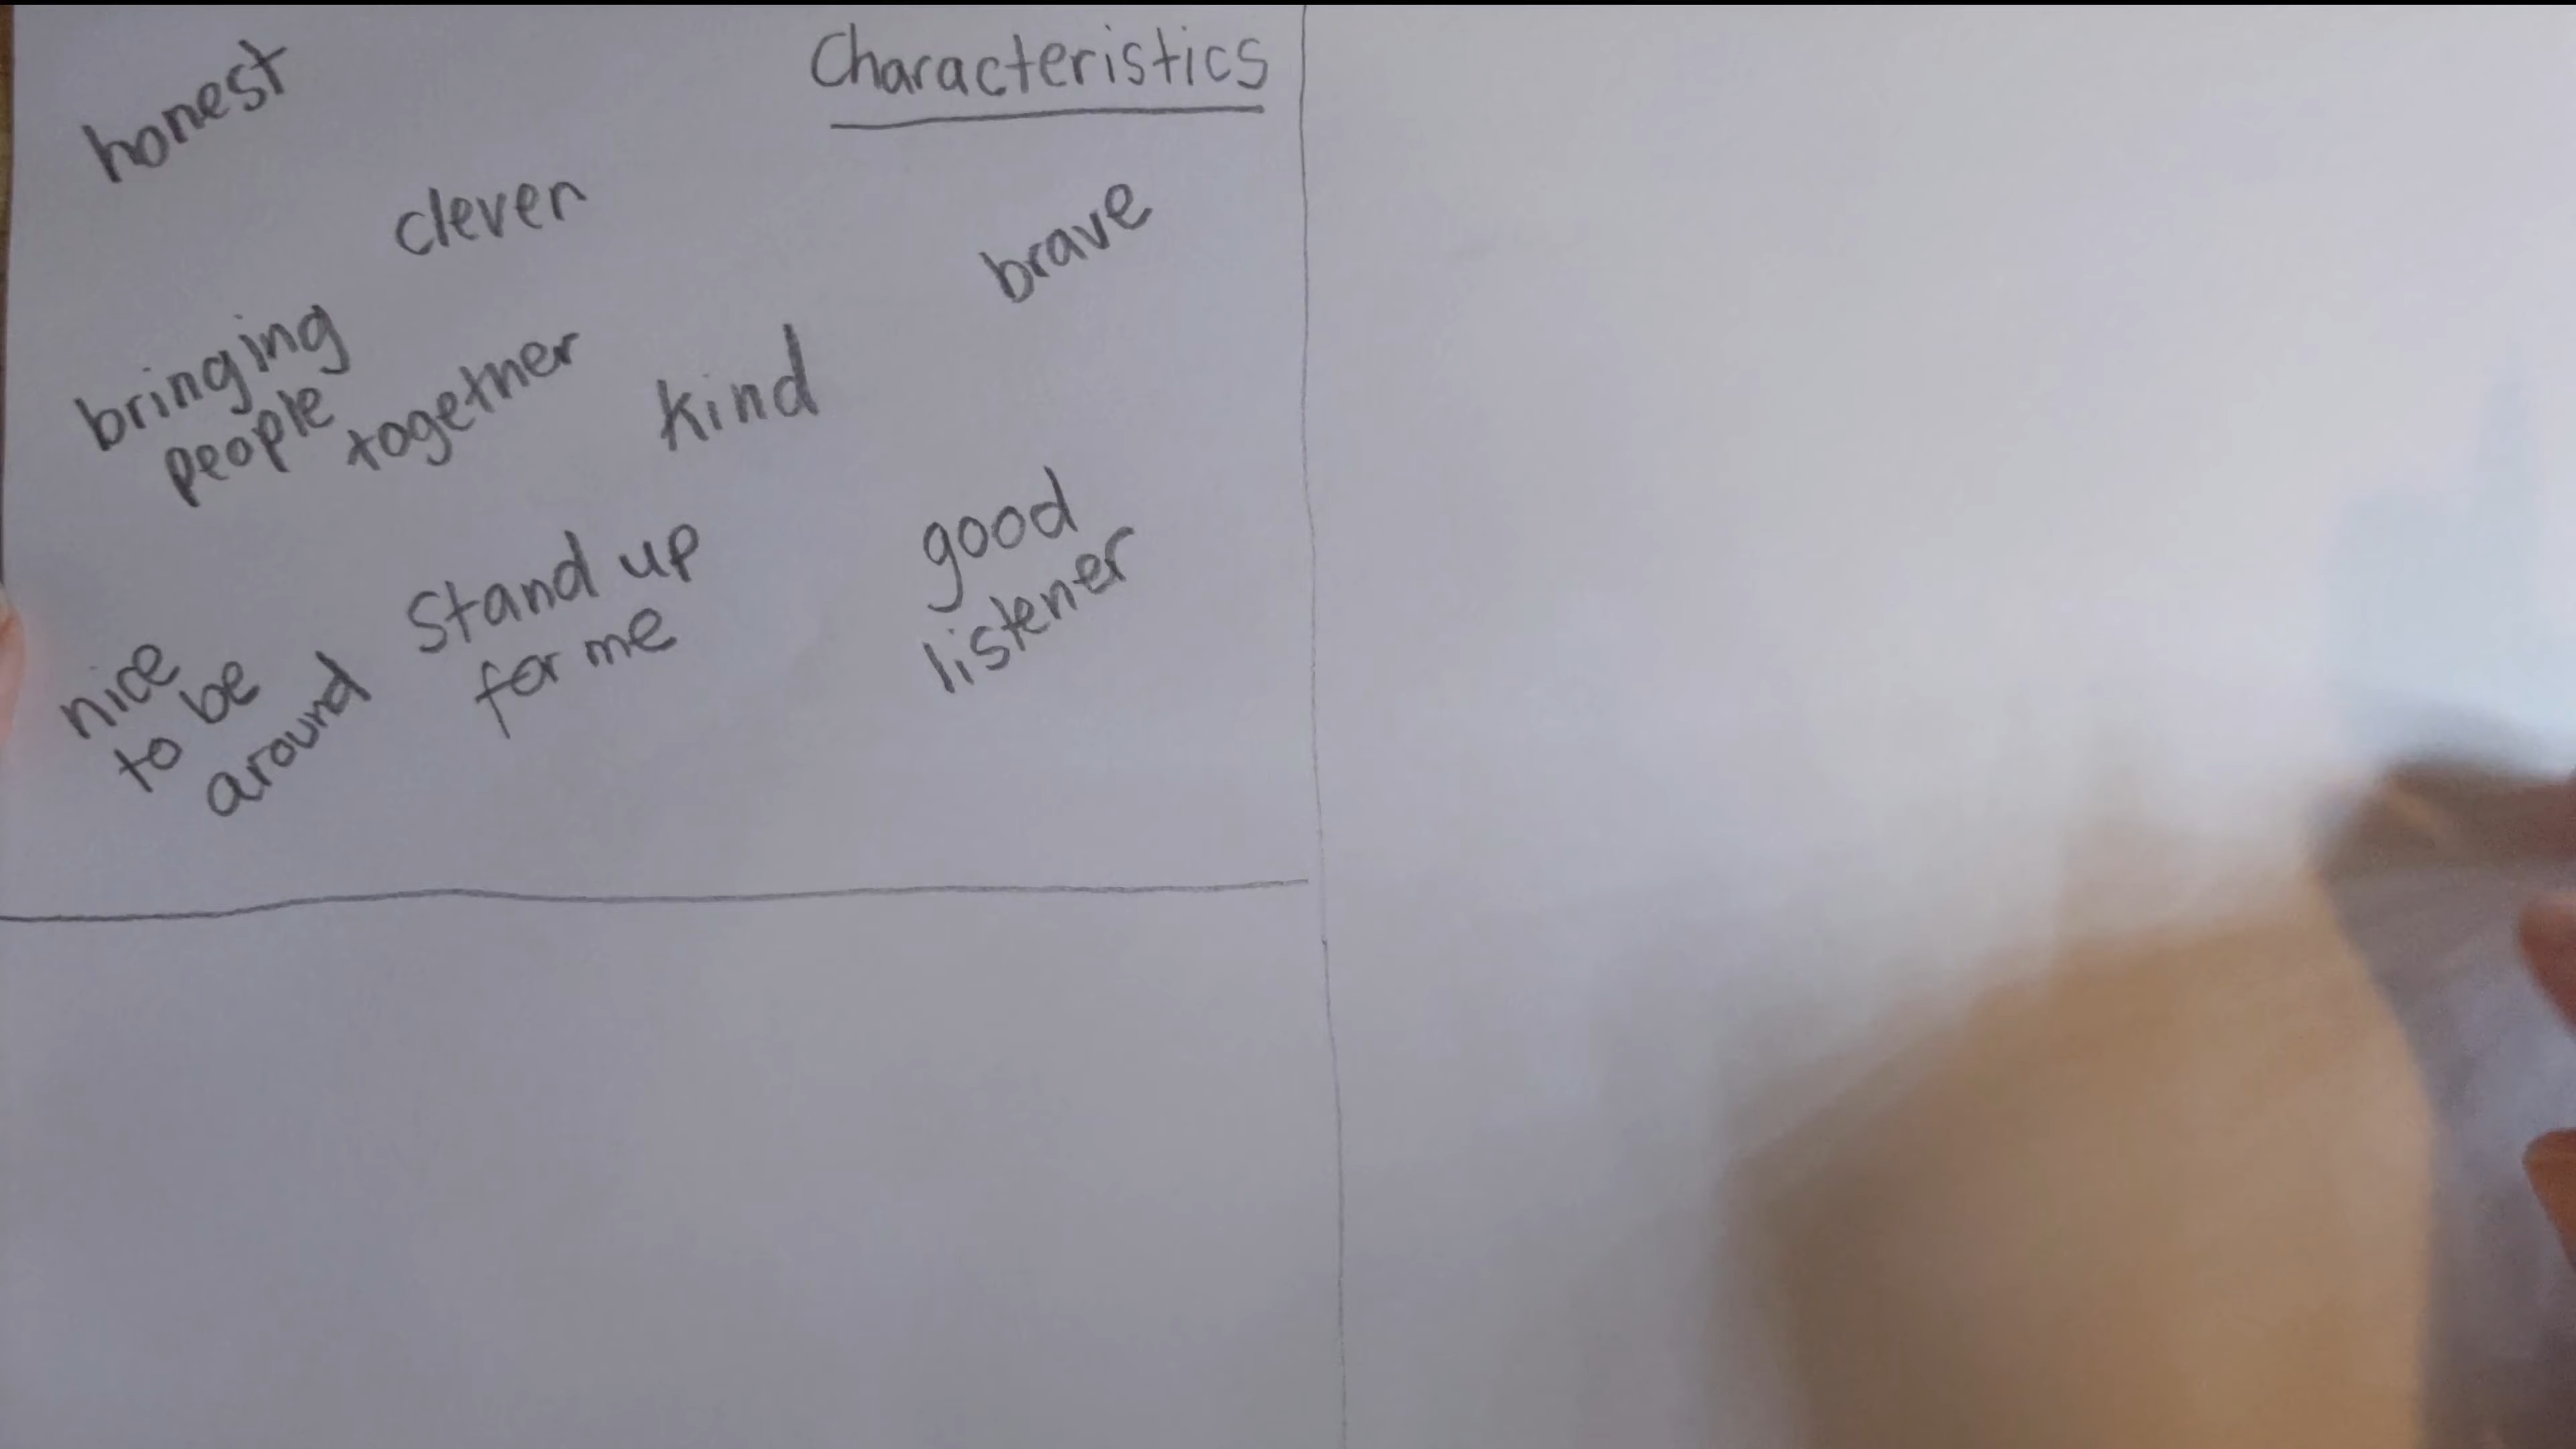 Characteristics
honest
clever
brave
bringing
people
together
kind
Stand up
for me
good
listener
nice
to be
around